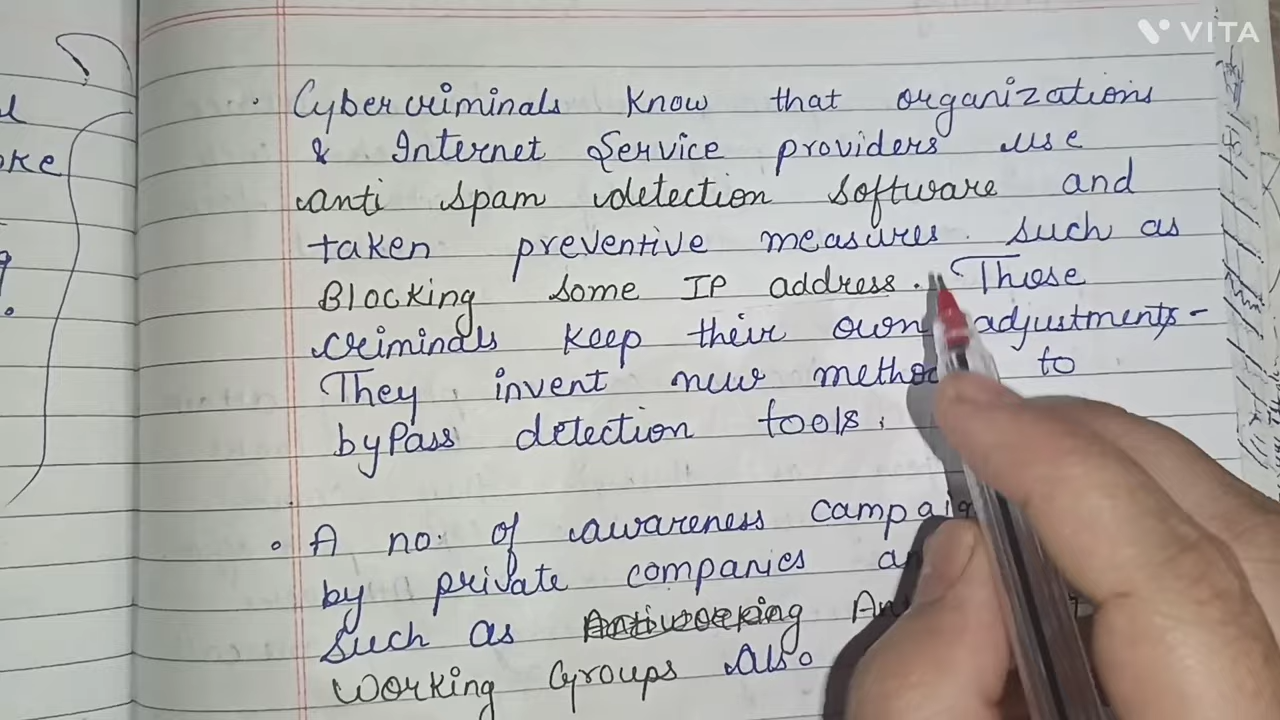 VITA
Cybercriminals know that organizations
& Internet Service providers use
anti spam detection software and
taken preventive measures. such as
Blocking some IP address. These
criminals keep their own adjustments-
They invent new to
bypass detection tools.
A no. of awareness
by private companies
such as
Working Groups also